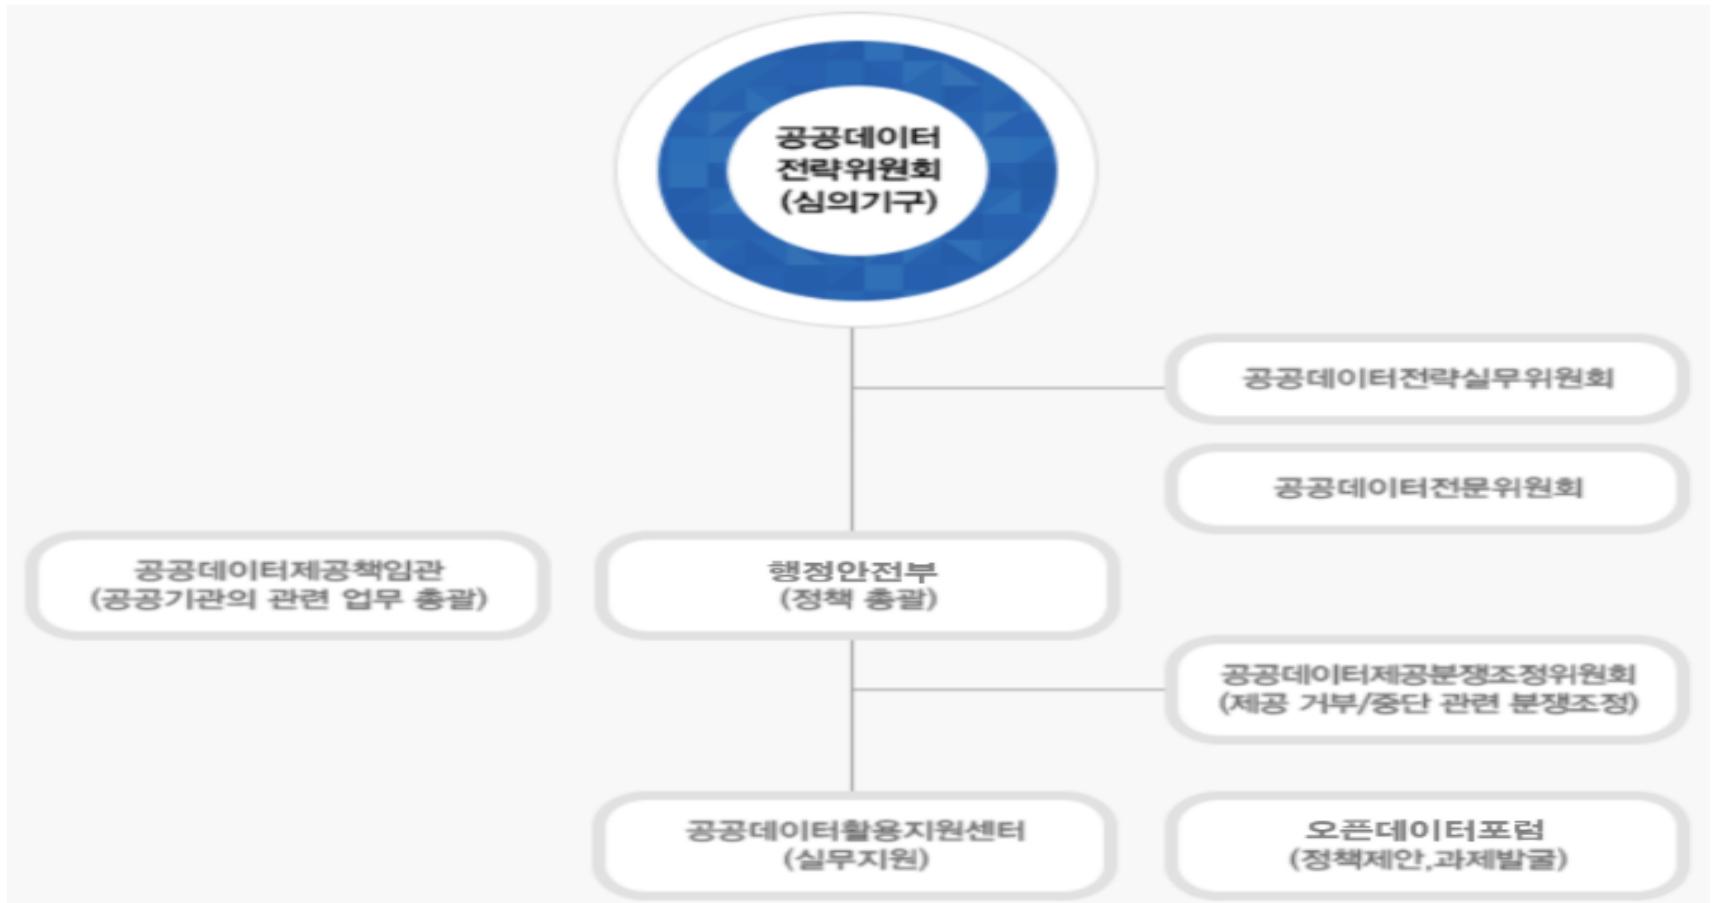 공공데이터
전략위원회
(심의기구)
공공데이터전략실무위원회
공공데이터전문위원회
공공데이터제공책임관
(공공기관의 관련 업무 총괄)
행정안전부
(정책 총괄)
공공데이터제공분쟁조정위원회
(제공 거부/중단 관련 분쟁조정)
공공데이터활용지원센터
(실무지원)
오픈데이터포럼
(정책제안,과제발굴)